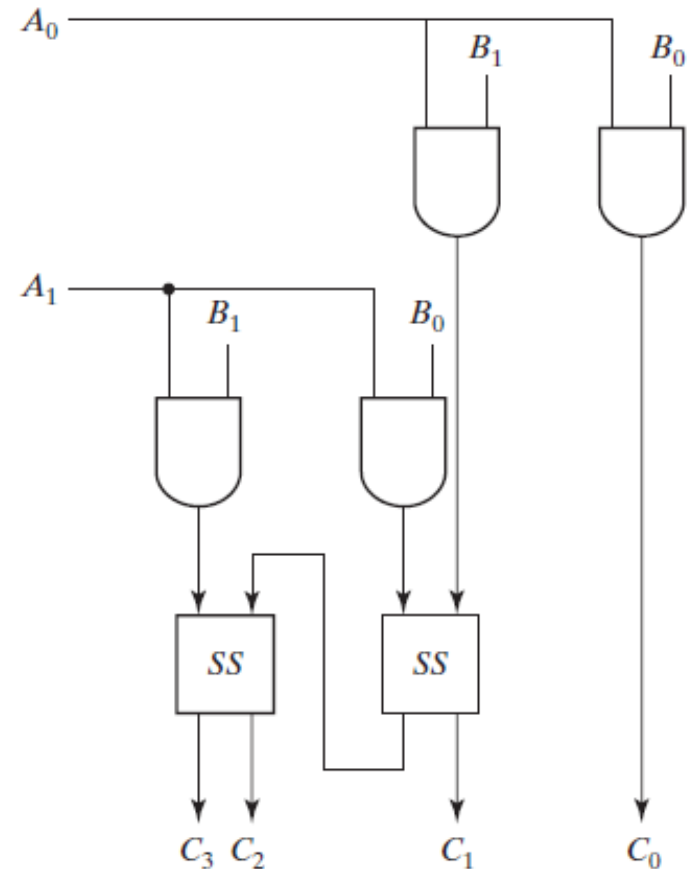 A₀
B₁ B₀
A₁
B₁ B₀
SS SS
C₃ C₂ C₁ C₀